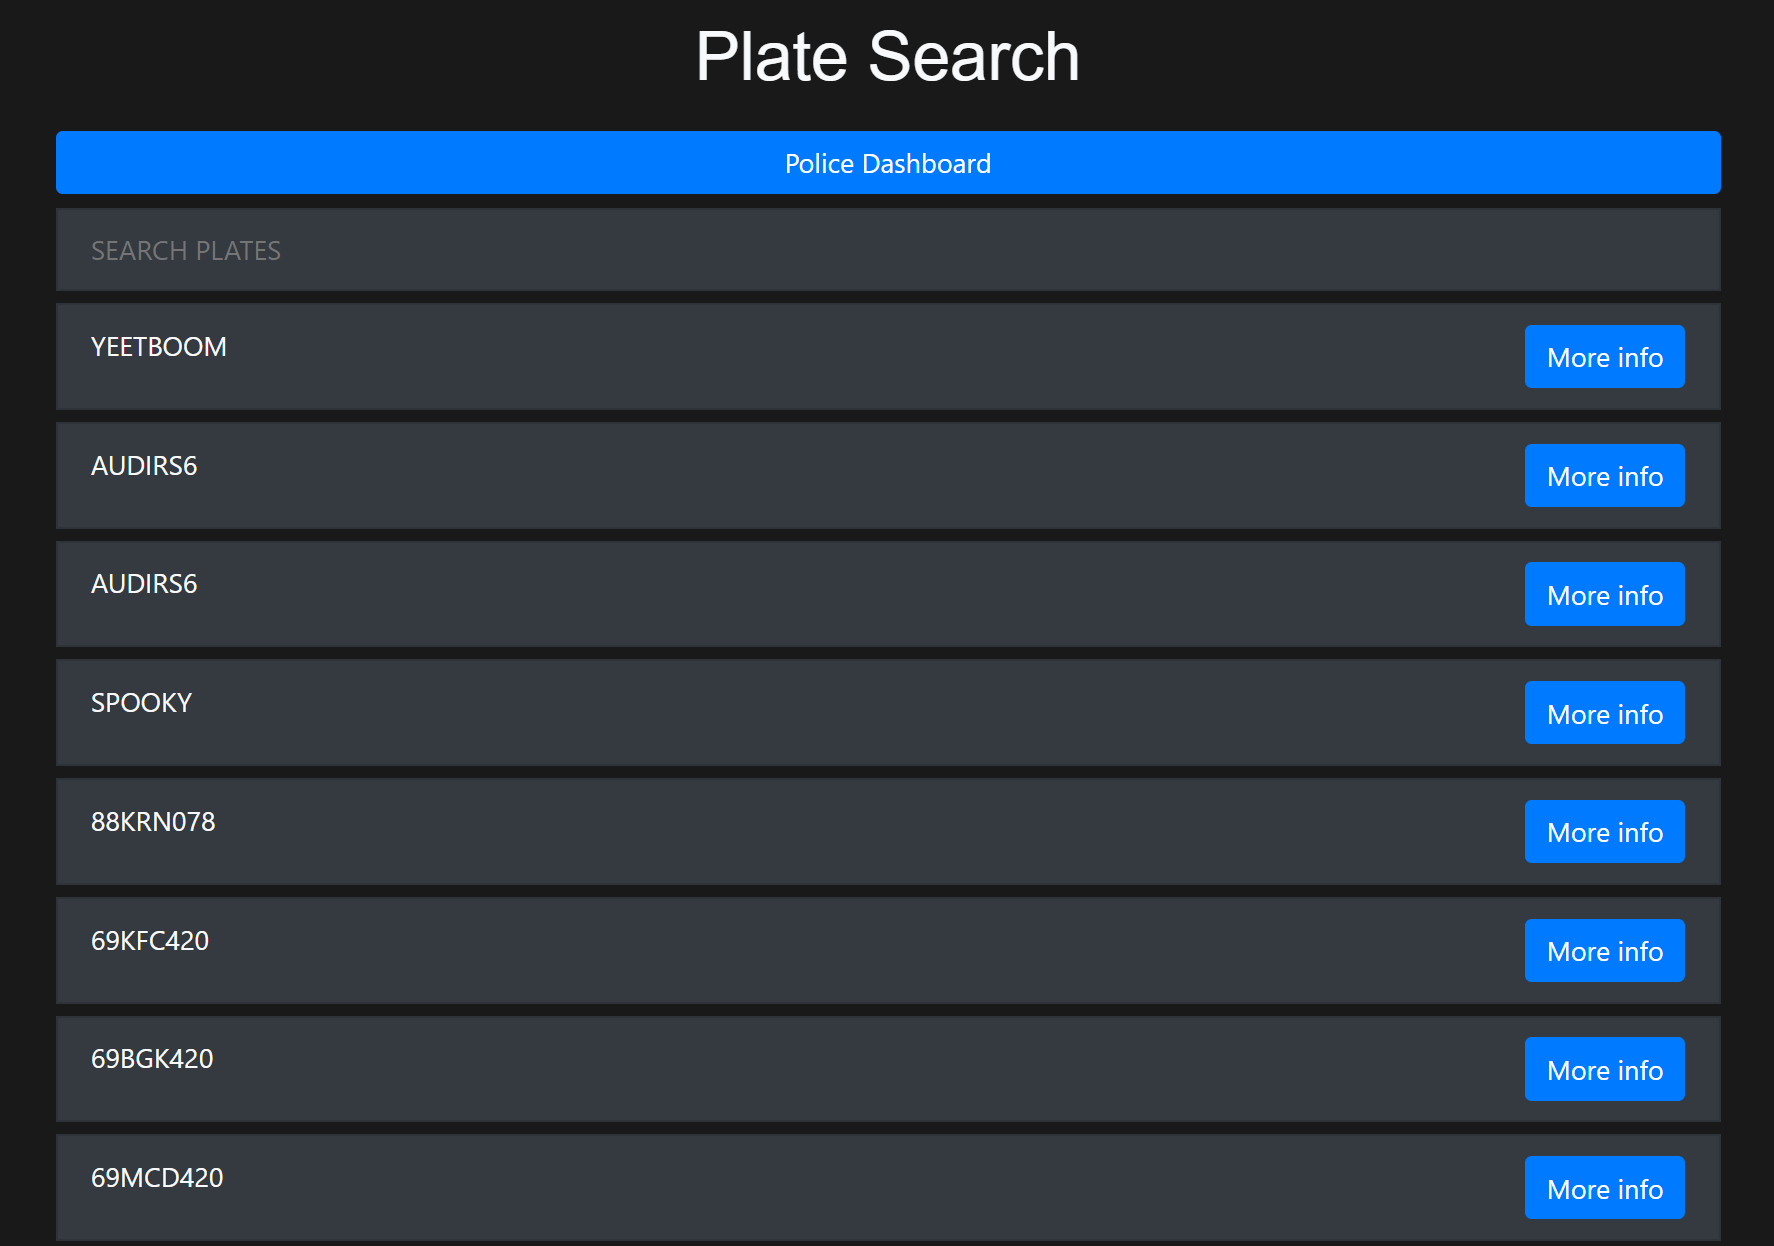 Plate Search
Police Dashboard
SEARCH PLATES
YEETBOOM
More info
AUDIRS6
More info
AUDIRS6
More info
SPOOKY
More info
88KRN078
More info
69KFC420
More info
69BGK420
More info
69MCD420
More info